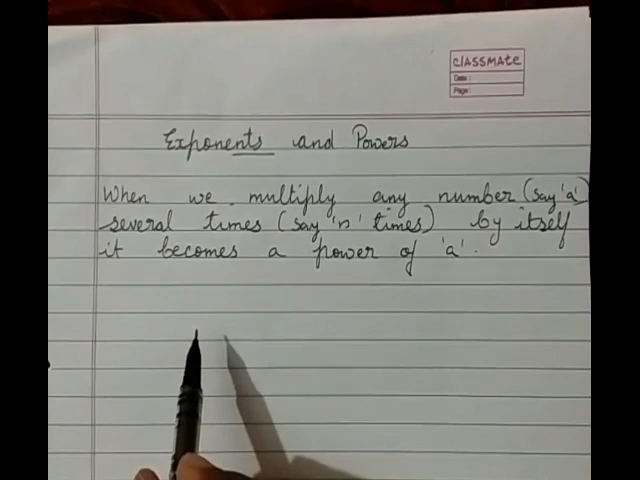 CLASSMATE
Date :
Page :
Exponents and Powers
When we multiply any number (say 'a')
several times (say 'n' times) by itself
it becomes a power of 'a'.